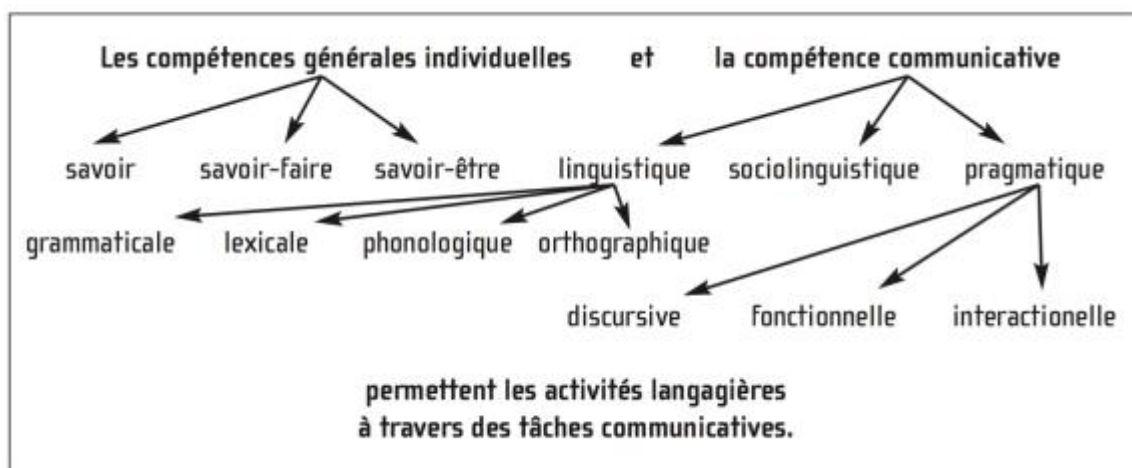 Les compétences générales individuelles et la compétence communicative
savoir savoir-faire savoir-être linguistique sociolinguistique pragmatique
grammaticale lexicale phonologique orthographique
discursive fonctionnelle interactionelle
permettent les activités langagières
à travers des tâches communicatives.